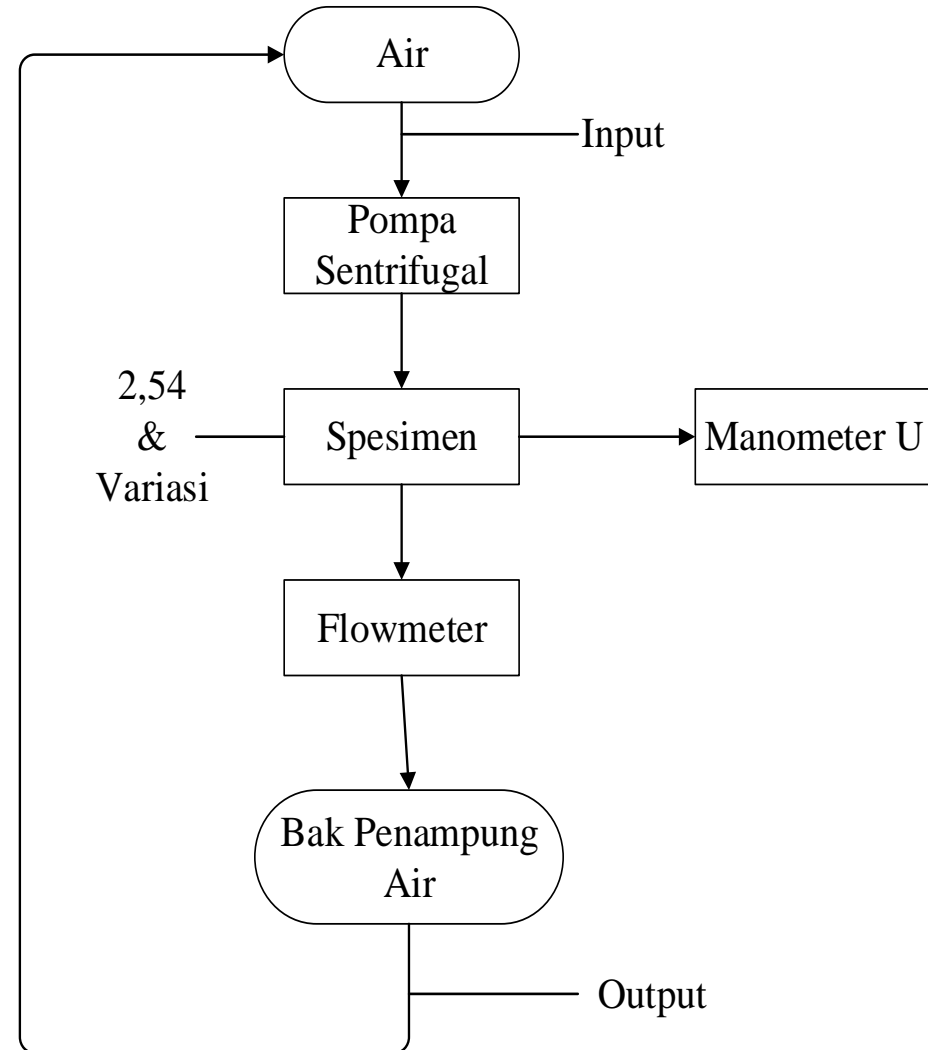 Air
Input
Pompa
Sentrifugal
2,54
&
Variasi
Spesimen
Manometer U
Flowmeter
Bak Penampung
Air
Output